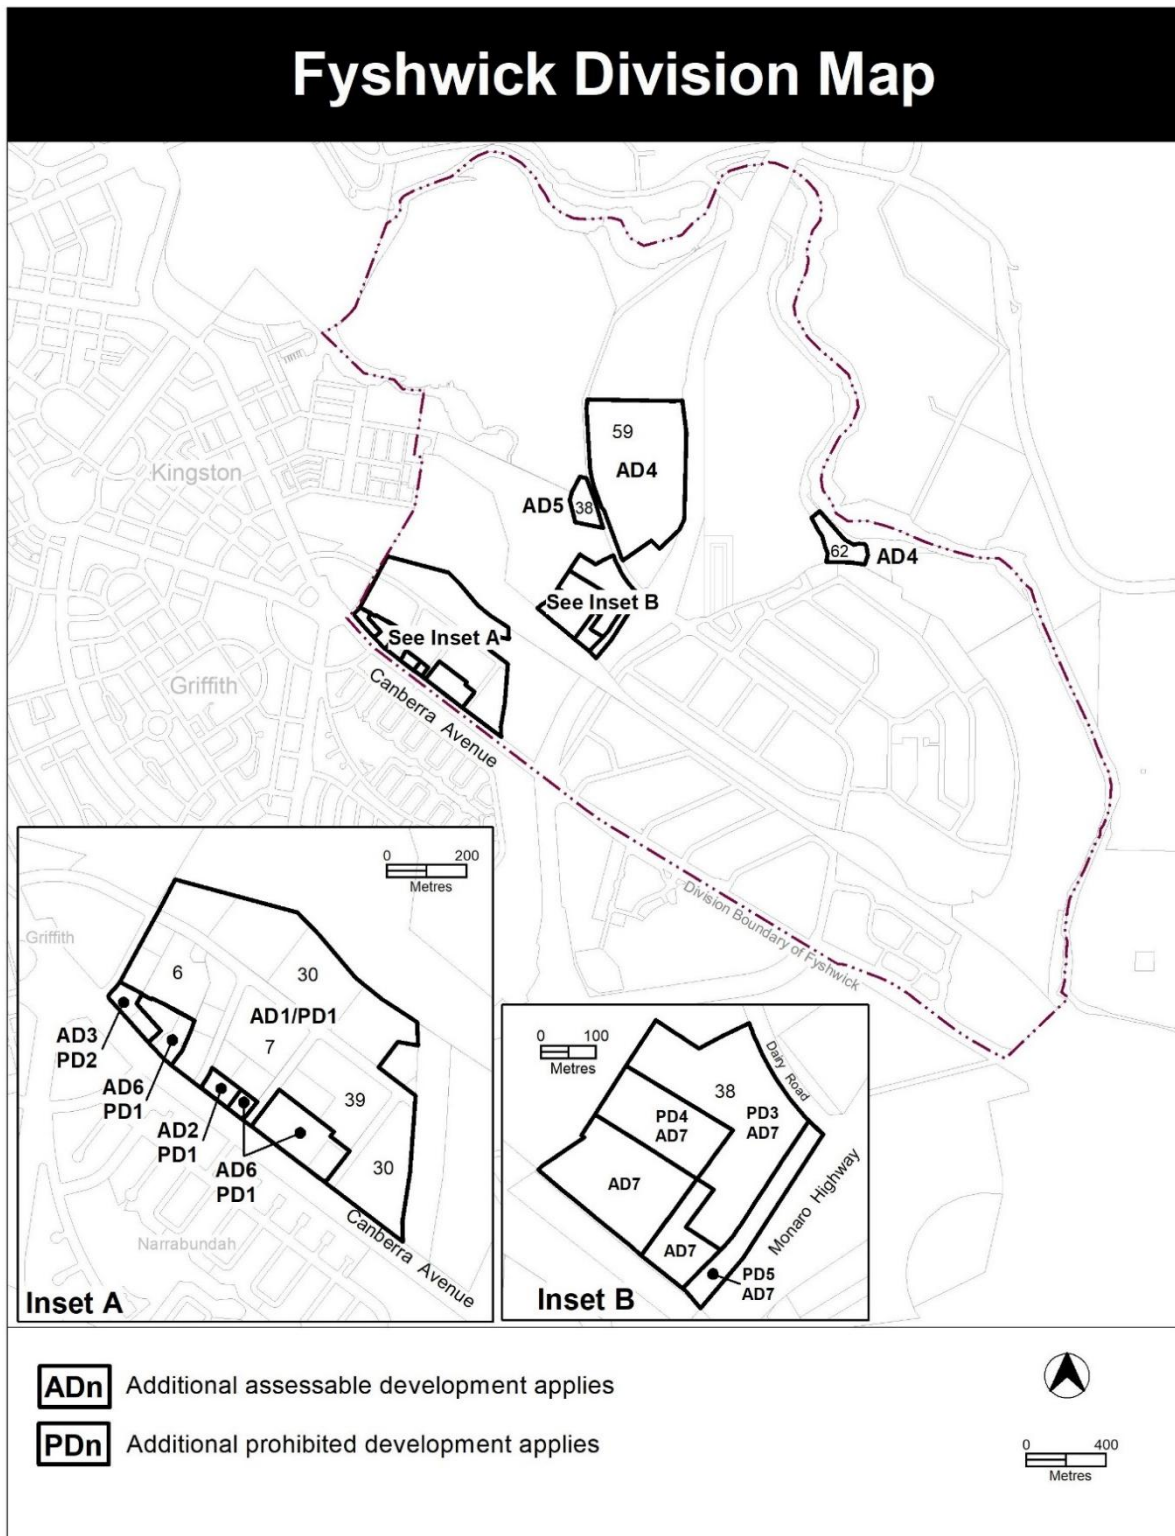 Fyshwick Division Map
59
Kingston
AD4
AD5
38
62
AD4
See Inset B
See Inset A
Griffith
Canberra Avenue
Division Boundary of Fyshwick
0 200
Metres
Griffith
6
30
AD1/PD1
AD3
PD2
7
AD6
PD1
39
AD2
PD1
AD6
PD1
30
Narrabundah
Canberra Avenue
Inset A
0 100
Metres
Dairy Road
38
PD4
AD7
PD3
AD7
AD7
Monaro Highway
AD7
PD5
AD7
Inset B
ADn Additional assessable development applies
PDn Additional prohibited development applies
0 400
Metres